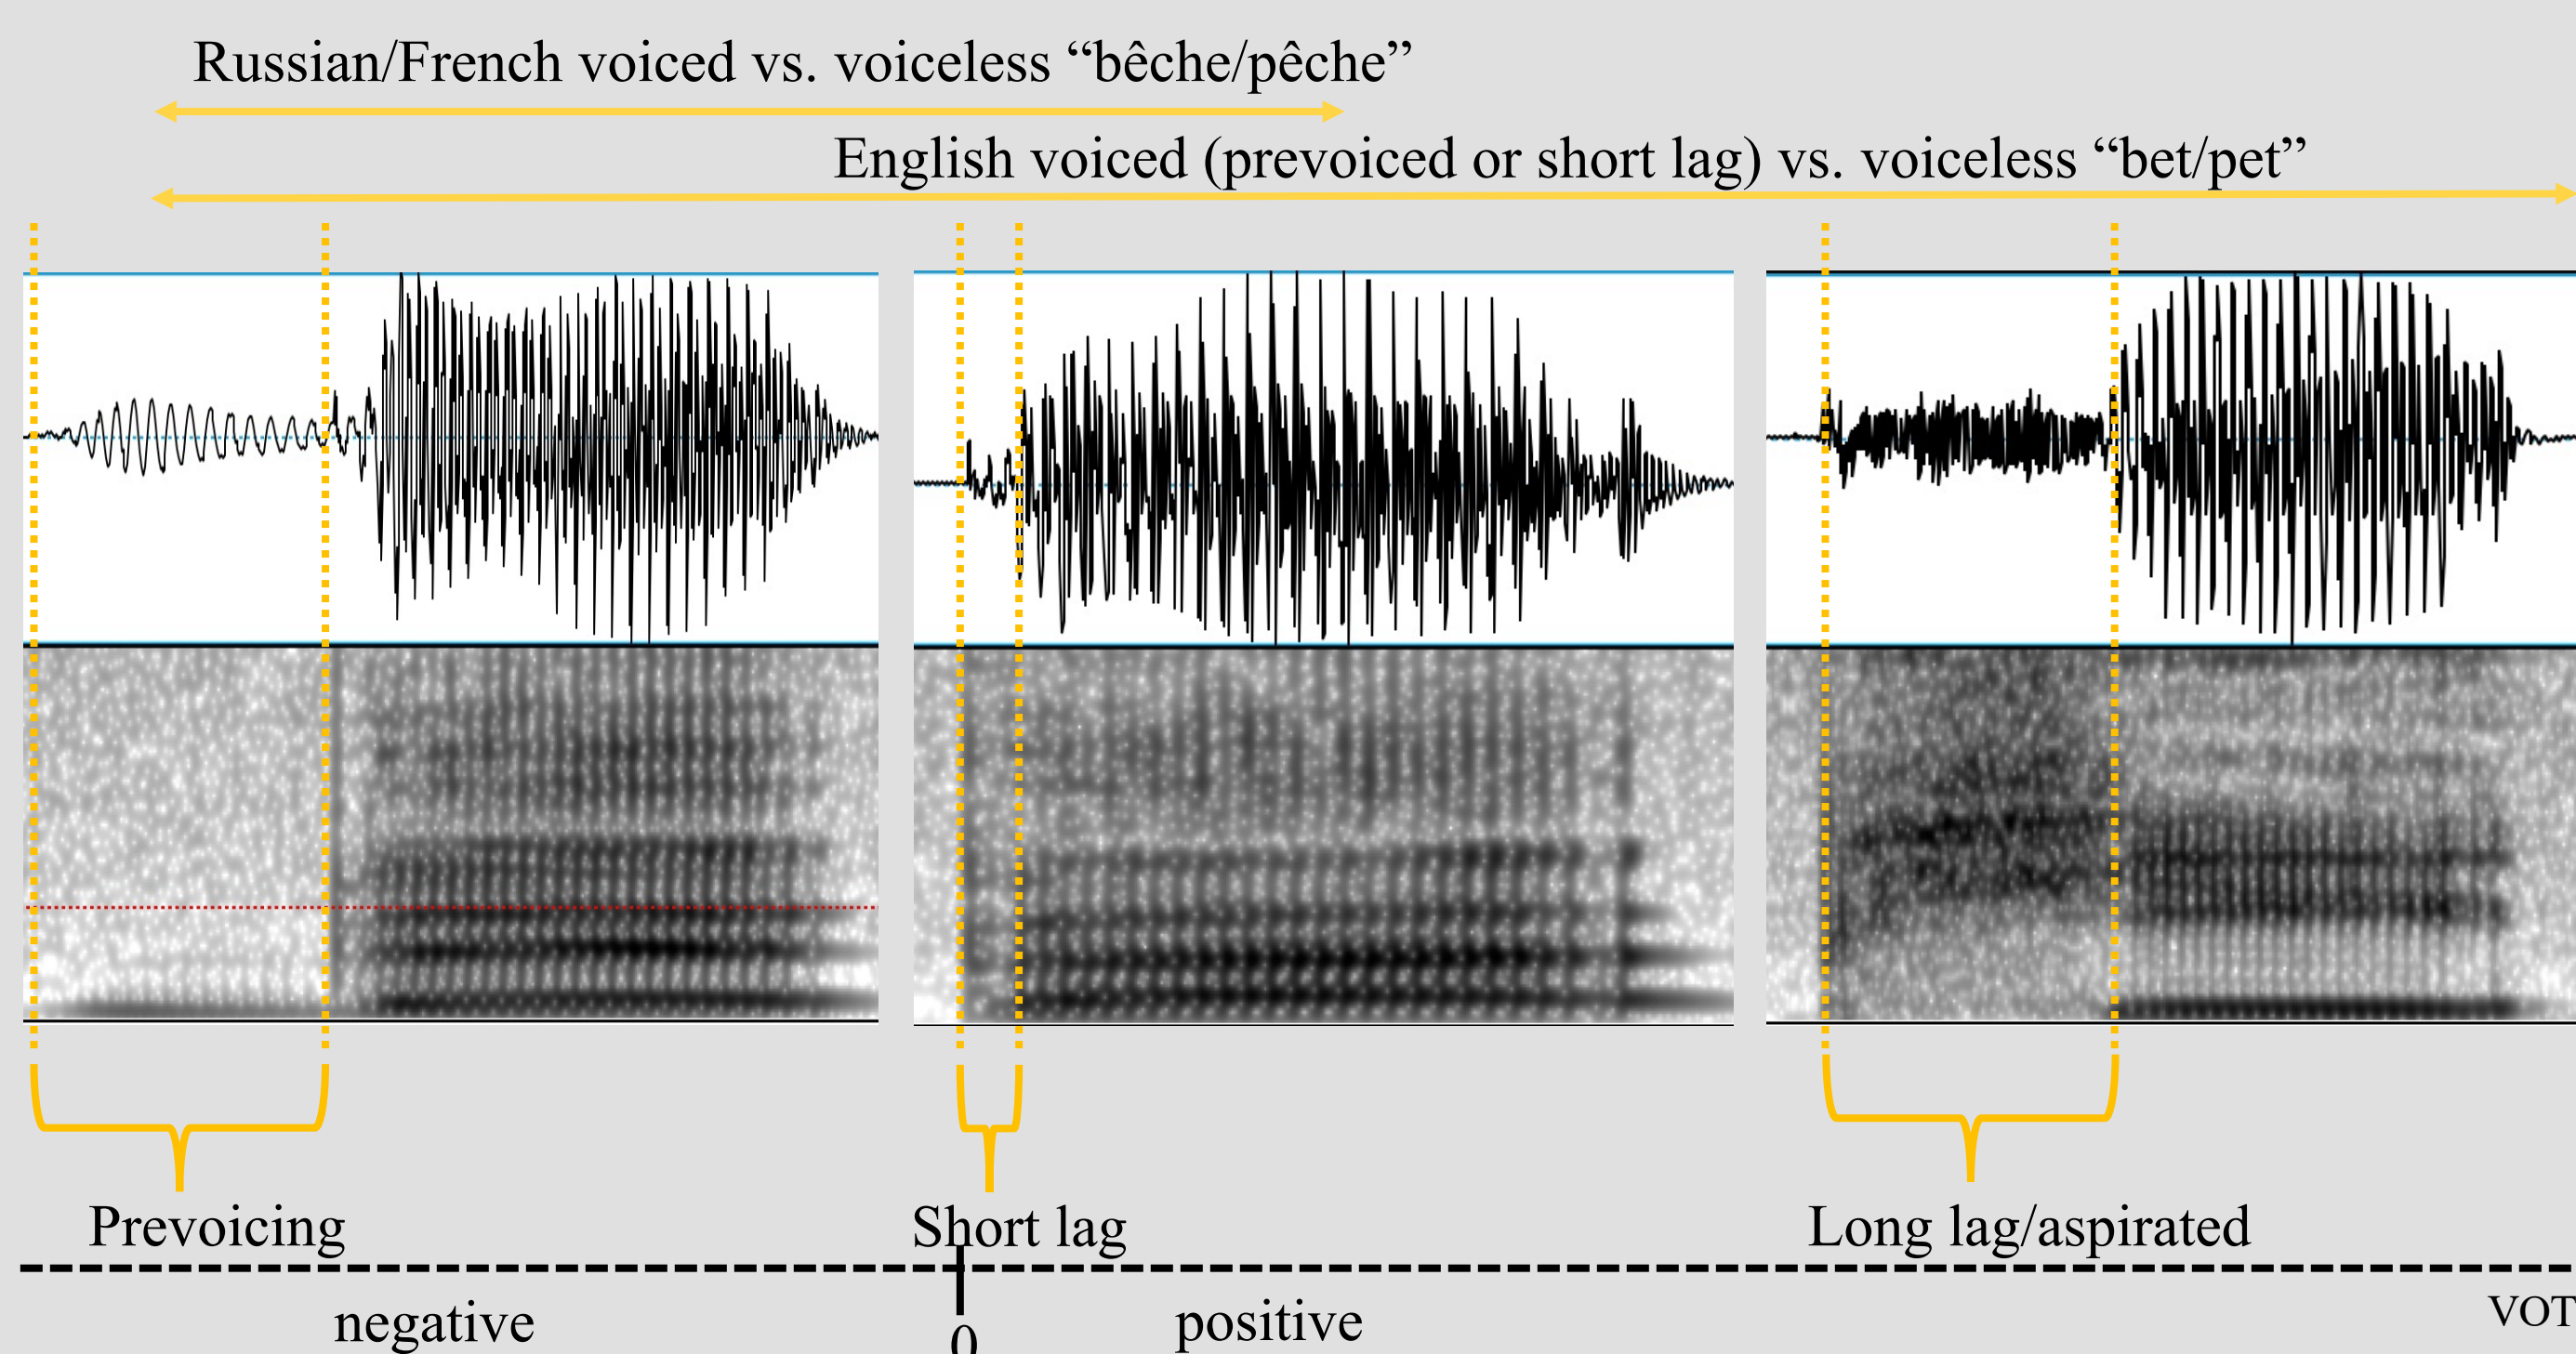 Russian/French voiced vs. voiceless “bêche/pêche”
English voiced (prevoiced or short lag) vs. voiceless “bet/pet”
Prevoicing
Short lag
Long lag/aspirated
negative
0
positive
VOT